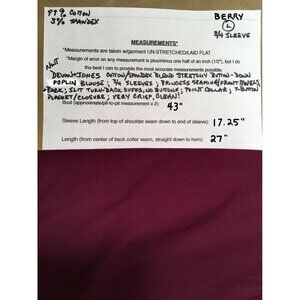 97% COTTON
3% SPANDEX
BERRY
L
3/4 SLEEVE
MEASUREMENTS*
*Measurements are taken w/garment UN-STRETCHED/LAID FLAT
*Margin of error on any measurement is plus/minus one half of an inch (1/2"), but I do
the best I can to provide the most accurate measurements possible.
NWOT
DEVON+JONES COTTON/SPANDEX BLEND STRETCHY BUTTON-DOWN
POPLIN BLOUSE; 3/4 SLEEVES; PRINCESS SEAMING/FRONT PANELS
+BACK; SLIT TURN-BACK CUFFS, NO BUTTONS; POINT COLLAR; 7-BUTTON
PLACKET/CLOSURE; VERY CRISP, CLEAN!
Bust (approximate/pit-to-pit measurement x 2): 43"
Sleeve Length (from top of shoulder seam down to end of sleeve): 17.25"
Length (from center of back collar seam, straight down to hem): 27"